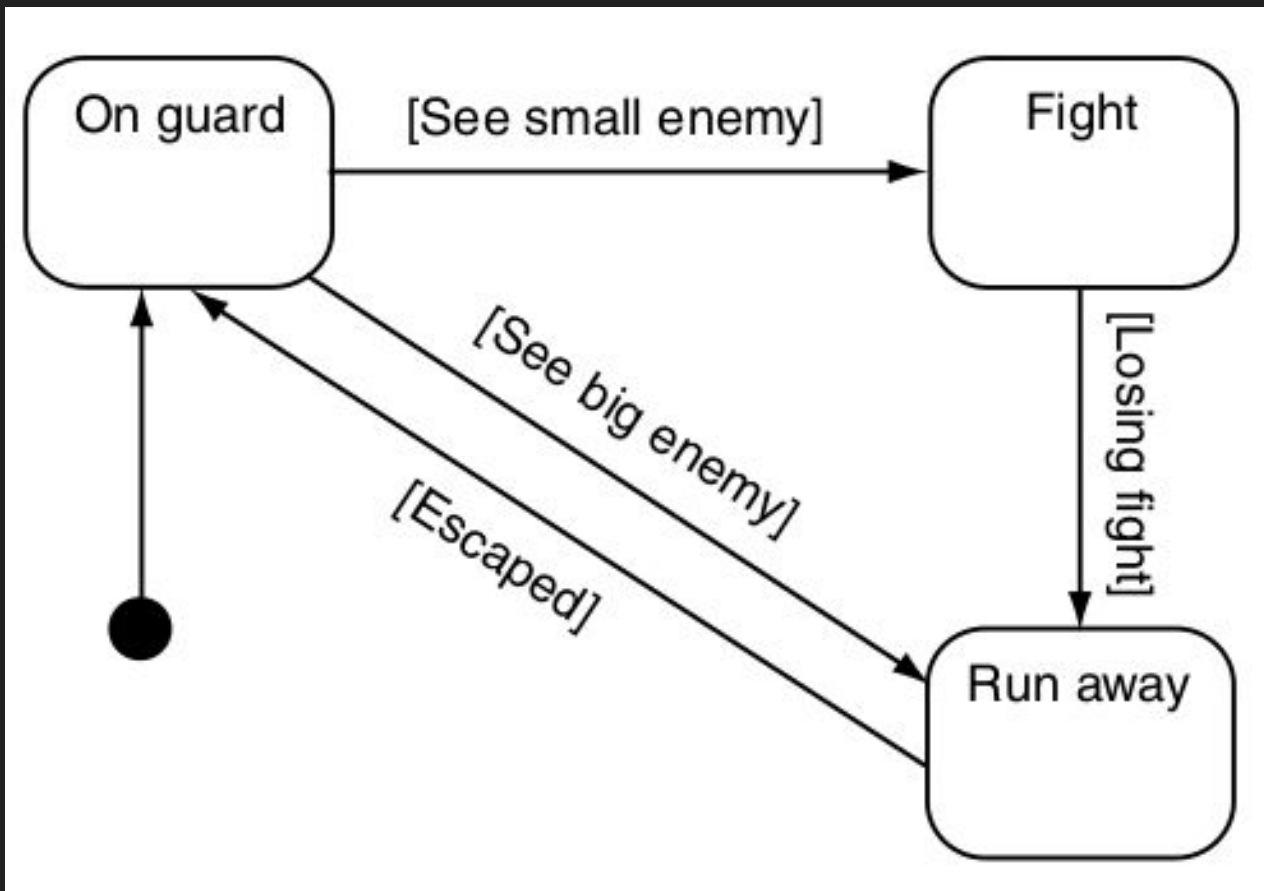 On guard
[See small enemy]
Fight
[See big enemy]
[Losing fight]
[Escaped]
Run away